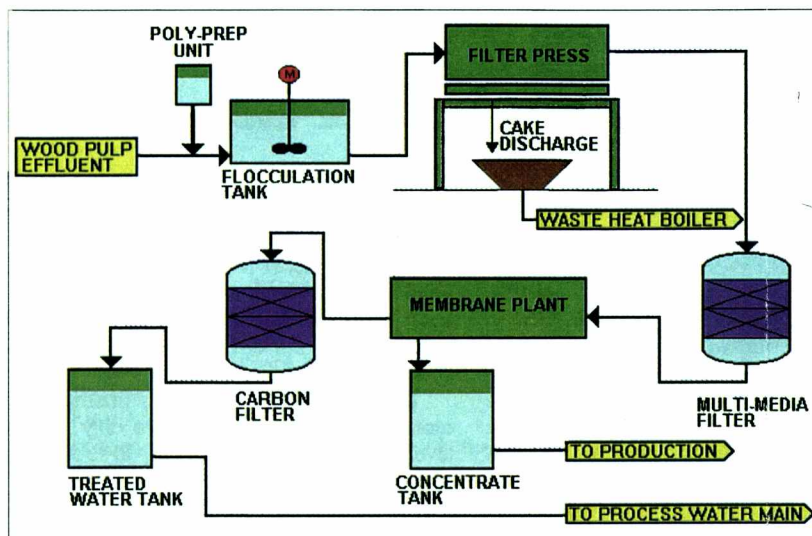 POLY-PREP
UNIT
M
FILTER PRESS
WOOD PULP
EFFLUENT
FLOCCULATION
TANK
CAKE
DISCHARGE
WASTE HEAT BOILER
MEMBRANE PLANT
CARBON
FILTER
MULTI-MEDIA
FILTER
TREATED
WATER TANK
CONCENTRATE
TANK
TO PRODUCTION
TO PROCESS WATER MAIN